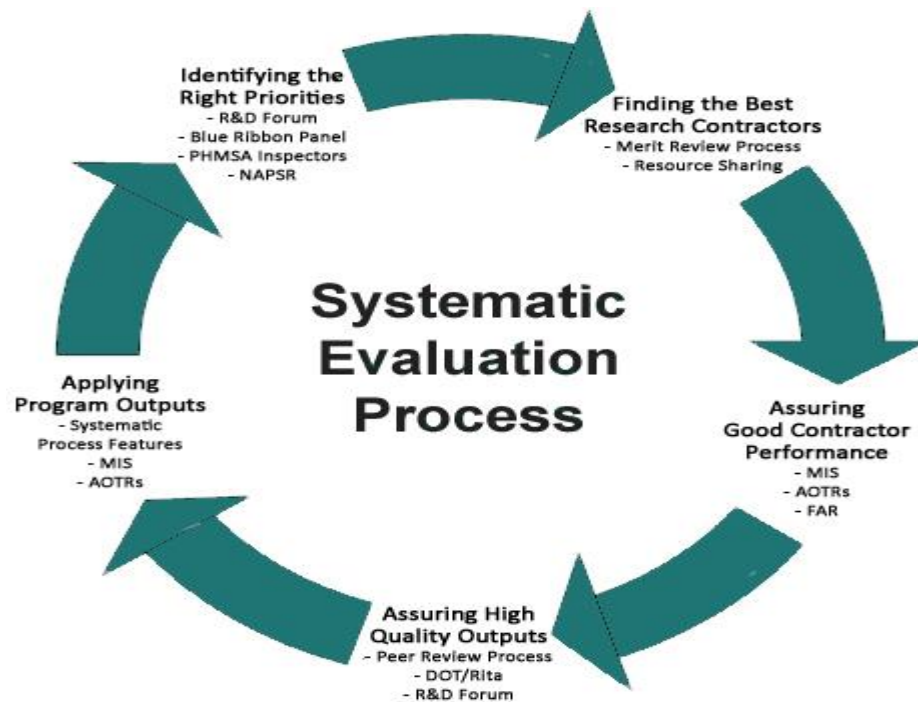 Identifying the
Right Priorities
- R&D Forum
- Blue Ribbon Panel
- PHMSA Inspectors
- NAPSR
Finding the Best
Research Contractors
- Merit Review Process
- Resource Sharing
Systematic
Evaluation
Process
Applying
Program Outputs
- Systematic
Process Features
- MIS
- AOTRs
Assuring
Good Contractor
Performance
- MIS
- AOTRs
- FAR
Assuring High
Quality Outputs
- Peer Review Process
- DOT/Rita
- R&D Forum